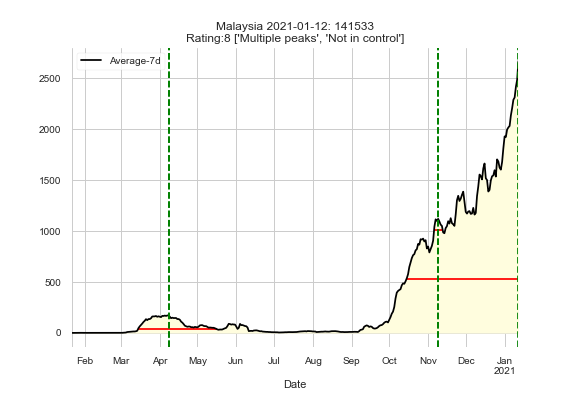 Malaysia 2021-01-12: 141533
Rating:8 ['Multiple peaks', 'Not in control']
Average-7d
2500
2000
1500
1000
500
0
Feb Mar Apr May Jun Jul Aug Sep Oct Nov Dec Jan
2021
Date